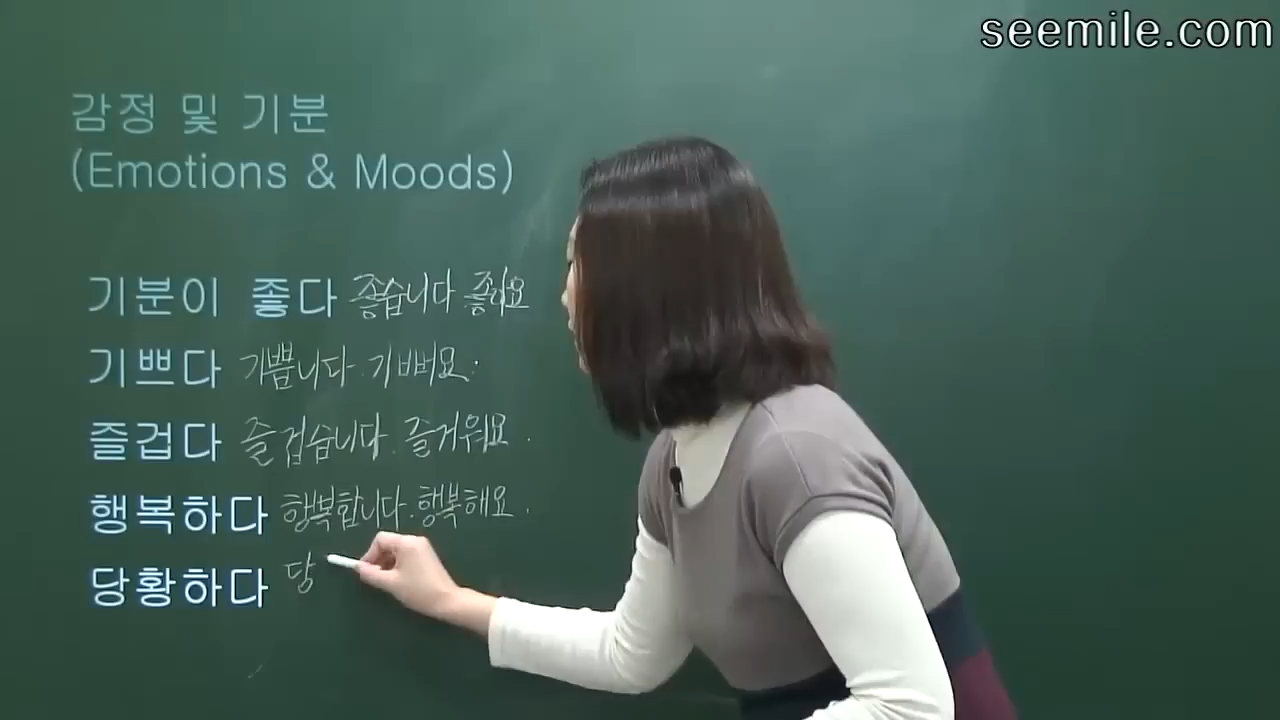 seemile.com
감정 및 기분
(Emotions & Moods)
기분이 좋다 좋습니다 좋아요
기쁘다 기쁩니다. 기뻐요.
즐겁다 즐겁습니다. 즐거워요.
행복하다 행복합니다. 행복해요.
당황하다 당